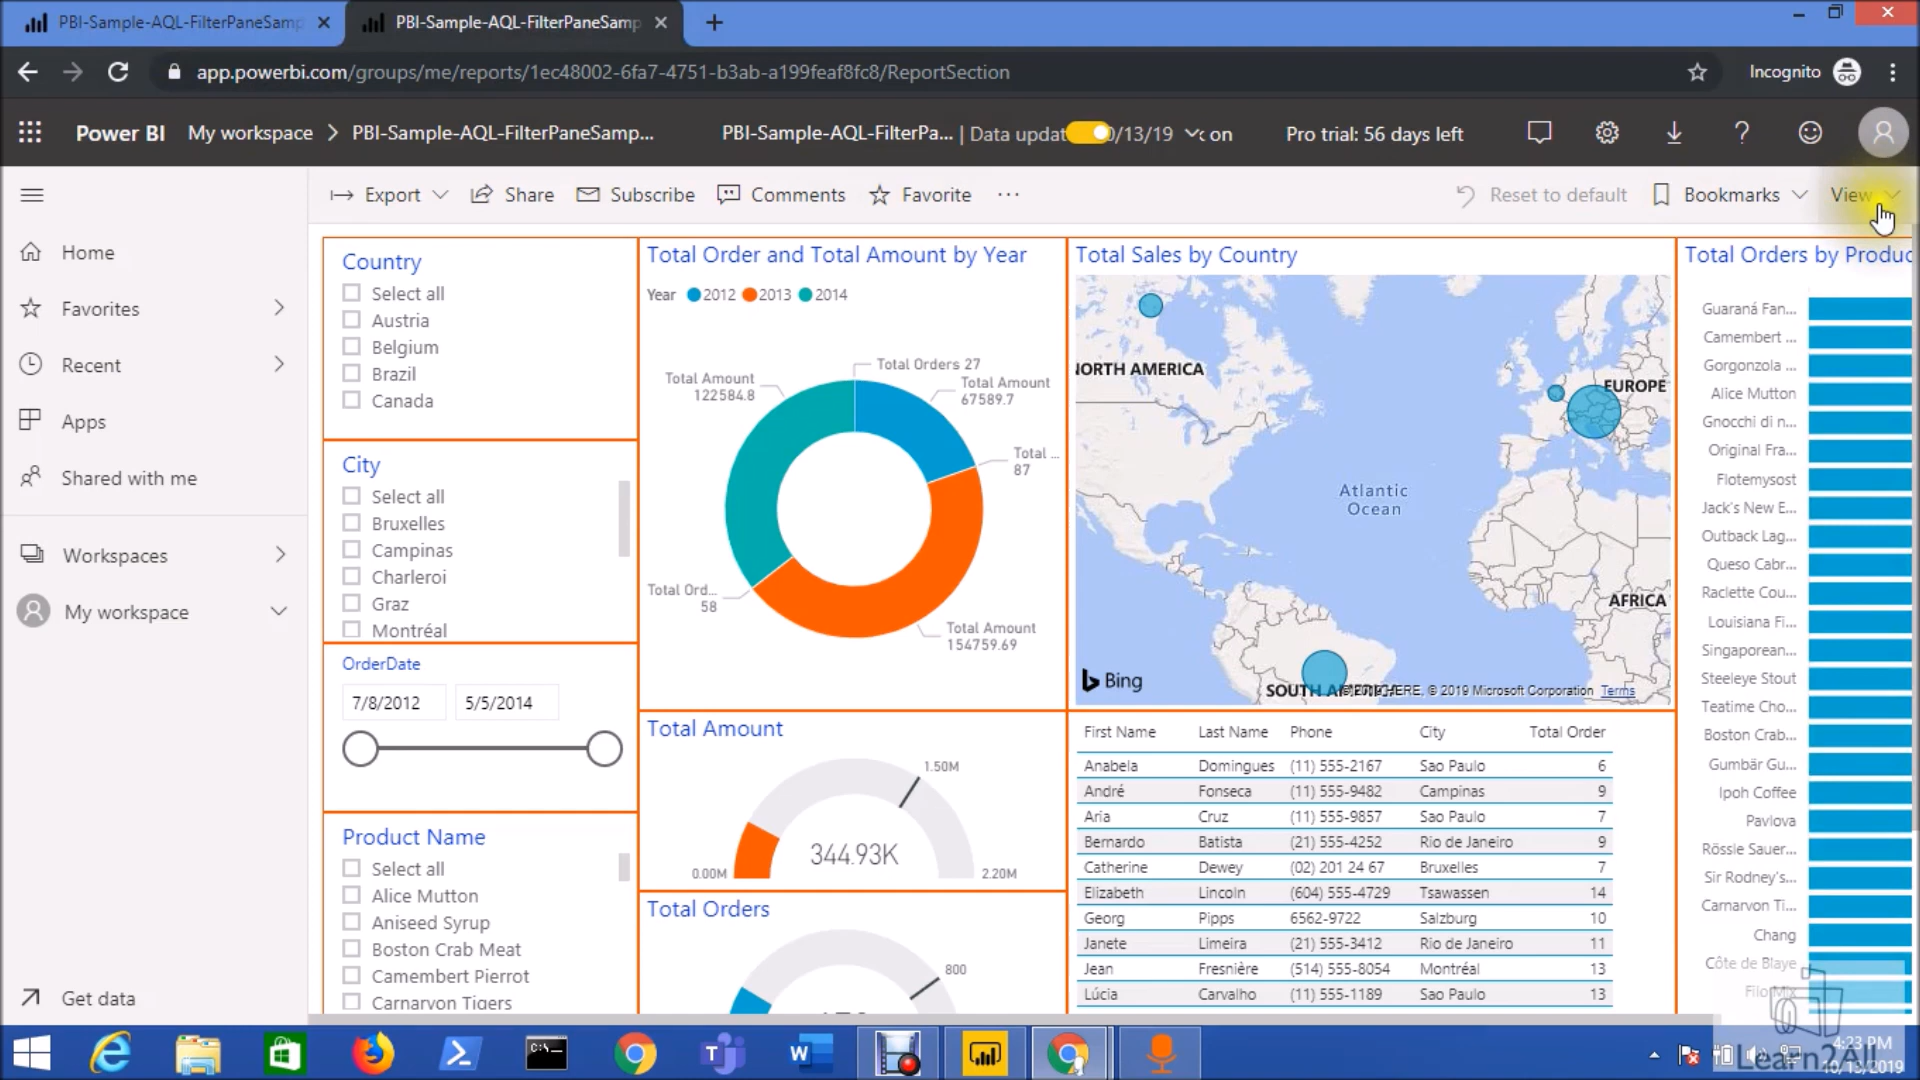 PBI-Sample-AQL-FilterPaneSamp
PBI-Sample-AQL-FilterPaneSamp
app.powerbi.com/groups/me/reports/1ec48002-6fa7-4751-b3ab-a199feaf8fc8/ReportSection
Incognito
Power BI
My workspace
PBI-Sample-AQL-FilterPaneSamp...
PBI-Sample-AQL-FilterPa... | Data updat 0/13/19
on
Pro trial: 56 days left
Export
Share
Subscribe
Comments
Favorite
Reset to default
Bookmarks
View
Home
Favorites
Recent
Apps
Shared with me
Workspaces
My workspace
Get data
Country
Select all
Austria
Belgium
Brazil
Canada
City
Select all
Bruxelles
Campinas
Charleroi
Graz
Montréal
OrderDate
7/8/2012 5/5/2014
Product Name
Select all
Alice Mutton
Aniseed Syrup
Boston Crab Meat
Camembert Pierrot
Carnarvon Tigers
Total Order and Total Amount by Year
Year 2012 2013 2014
Total Orders 27
Total Amount
67589.7
Total Amount
122584.8
Total ...
87
Total Ord...
58
Total Amount
154759.69
Total Amount
1.50M
344.93K
0.00M
2.20M
Total Orders
800
Total Sales by Country
NORTH AMERICA
EUROPE
Atlantic
Ocean
AFRICA
Bing
HERE, © 2019 Microsoft Corporation Terms
First Name Last Name Phone City Total Order
Anabela Domingues (11) 555-2167 Sao Paulo 6
André Fonseca (11) 555-9482 Campinas 9
Aria Cruz (11) 555-9857 Sao Paulo 7
Bernardo Batista (21) 555-4252 Rio de Janeiro 9
Catherine Dewey (02) 201 24 67 Bruxelles 7
Elizabeth Lincoln (604) 555-4729 Tsawassen 14
Georg Pipps 6562-9722 Salzburg 10
Janete Limeira (21) 555-3412 Rio de Janeiro 11
Jean Fresnière (514) 555-8054 Montréal 13
Lúcia Carvalho (11) 555-1189 Sao Paulo 13
Total Orders by Produc
Guaraná Fan...
Camembert ...
Gorgonzola ...
Alice Mutton
Gnocchi di n...
Original Fra...
Flotemysost
Jack's New E...
Outback Lag...
Queso Cabr...
Raclette Cou...
Louisiana Fi...
Singaporean...
Steeleye Stout
Teatime Cho...
Boston Crab...
Gumbär Gu...
Ipoh Coffee
Pavlova
Rössie Sauer...
Sir Rodney's...
Carnarvon Ti...
Chang
Côte de Blaye
Filo Mix
4:23 PM
10/13/2019
Learn2All